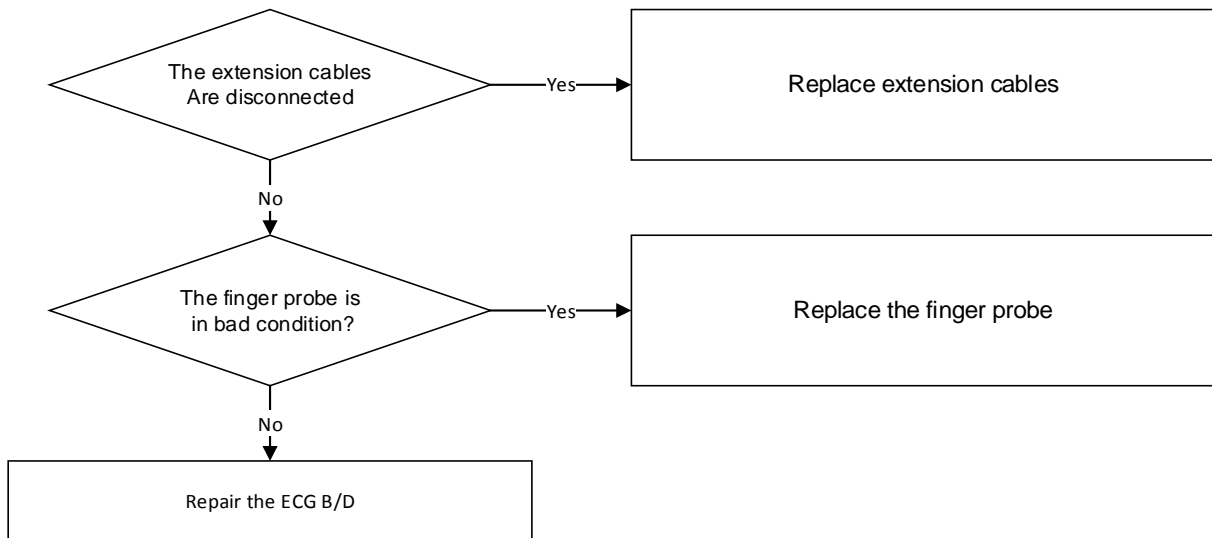 The extension cables
Are disconnected
Yes
Replace extension cables
No
The finger probe is
in bad condition?
Yes
Replace the finger probe
No
Repair the ECG B/D